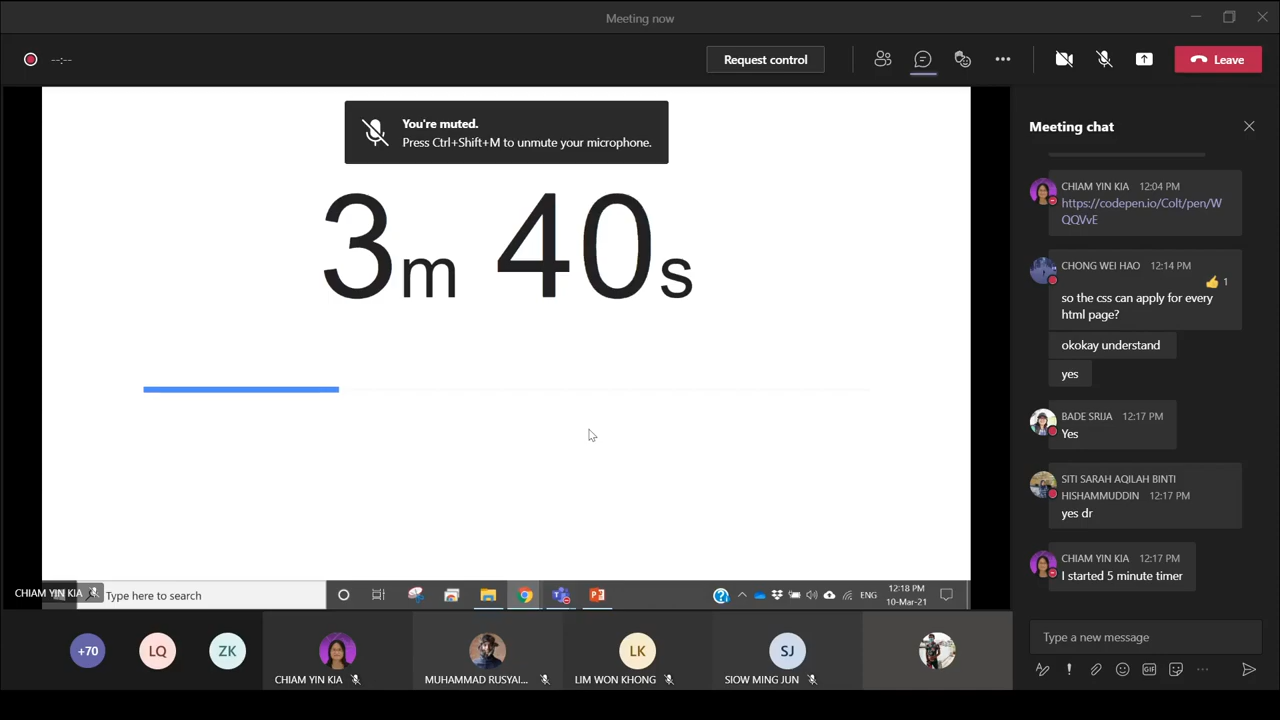 Meeting now
--:--
Request control
Leave
You're muted.
Press Ctrl+Shift+M to unmute your microphone.
3m 40s
CHIAM YIN KIA
Type here to search
ENG
12:18 PM
10-Mar-21
+70
LQ
ZK
CHIAM YIN KIA
MUHAMMAD RUSYAI...
LK
LIM WON KHONG
SJ
SIOW MING JUN
Meeting chat
CHIAM YIN KIA 12:04 PM
https://codepen.io/Colt/pen/W
QQVvE
CHONG WEI HAO 12:14 PM
1
so the css can apply for every
html page?
okokay understand
yes
BADE SRIJA 12:17 PM
Yes
SITI SARAH AQILAH BINTI
HISHAMMUDDIN 12:17 PM
yes dr
CHIAM YIN KIA 12:17 PM
I started 5 minute timer
Type a new message
GIF